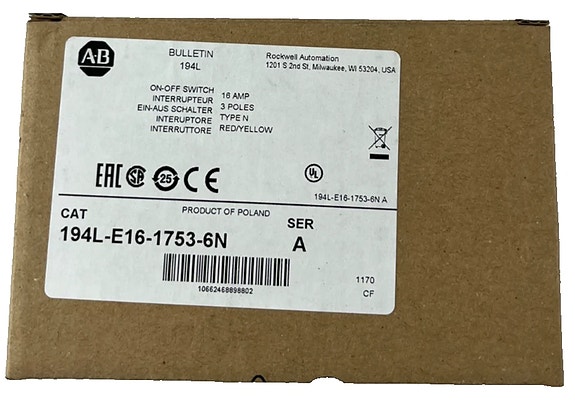 A-B
BULLETIN
194L
Rockwell Automation
1201 S 2nd St, Milwaukee, WI 53204, USA
ON-OFF SWITCH
INTERRUPTEUR
EIN-AUS SCHALTER
INTERUPTORE
INTERRUTTORE
16 AMP
3 POLES
TYPE N
RED/YELLOW
EAC SA 25 CE
UL
194L-E16-1753-6N A
PRODUCT OF POLAND
CAT
194L-E16-1753-6N
SER
A
10662468898802
1170
CF